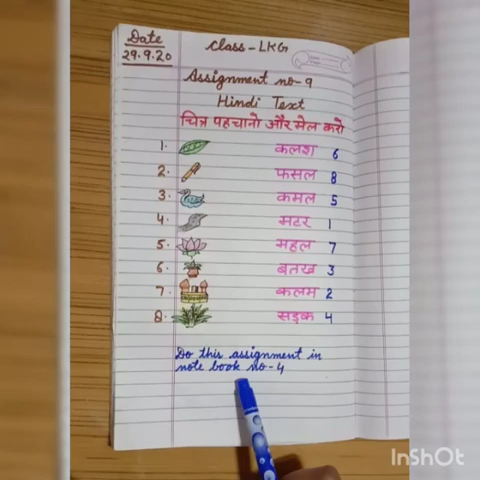 Date
29.9.20
Class - LKG
Assignment no - 9
Hindi Text
चित्र पहचानो और मेल करो
1. कलश 6
2. फसल 8
3. कमल 5
4. मटर 1
5. महल 7
6. बतख 3
7. कलम 2
8. सड़क 4
Do this assignment in
note book no - 4
InShOt